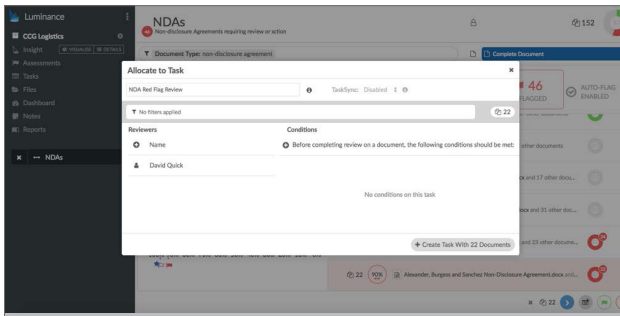 Luminance
NDAs
Non-disclosure Agreements requiring review or action
152
CCG Logistics
Insight
VISUALISE
DETAILS
Document Type: non-disclosure agreement
Complete Document
Assessments
Tasks
Files
Dashboard
Notes
Reports
NDAs
Allocate to Task
NDA Red Flag Review
TaskSync: Disabled
46
FLAGGED
AUTO-FLAG
ENABLED
No filters applied
22
Reviewers
Conditions
Name
Before completing review on a document, the following conditions should be met:
other documents
David Quick
and 17 other docu...
No conditions on this task
and 31 other doc...
and 23 other docume...
+ Create Task With 22 Documents
22
90%
Alexander, Burgess and Sanchez Non-Disclosure Agreement.docx and...
22